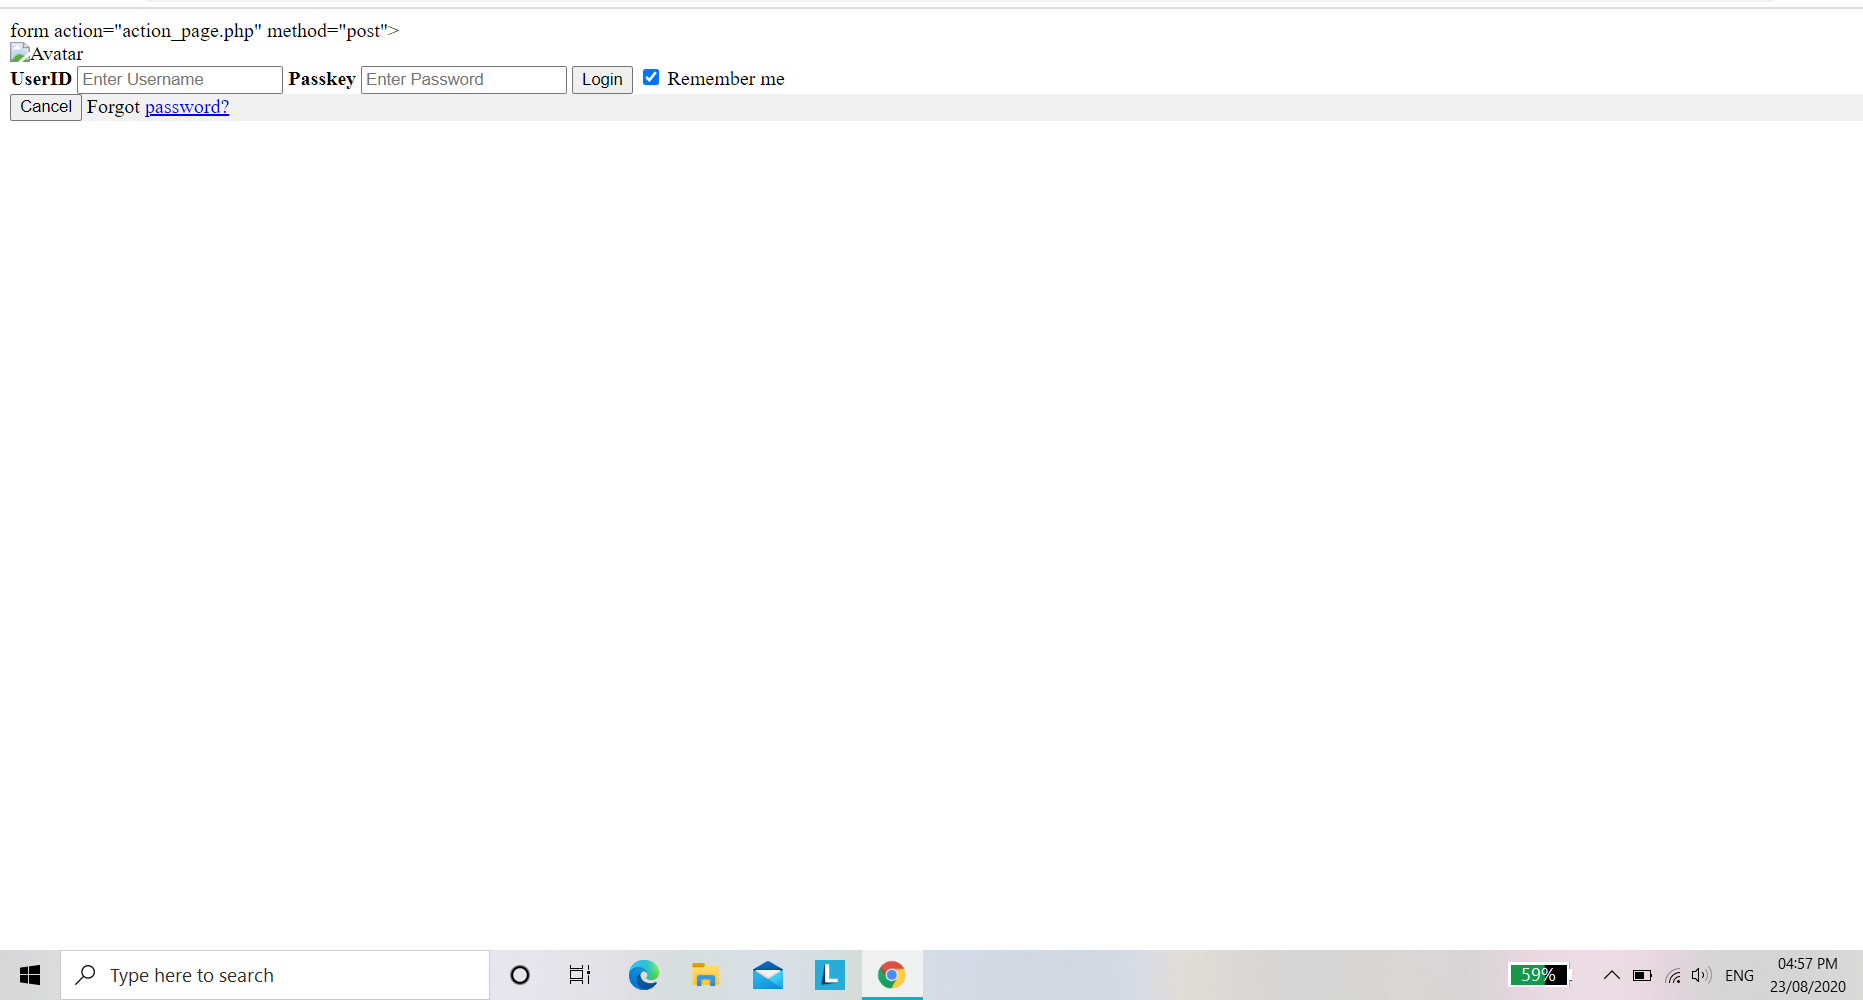 form action="action_page.php" method="post">
Avatar
UserID Enter Username Passkey Enter Password Login Remember me
Cancel Forgot password?
Type here to search
L
59%
ENG
04:57 PM
23/08/2020